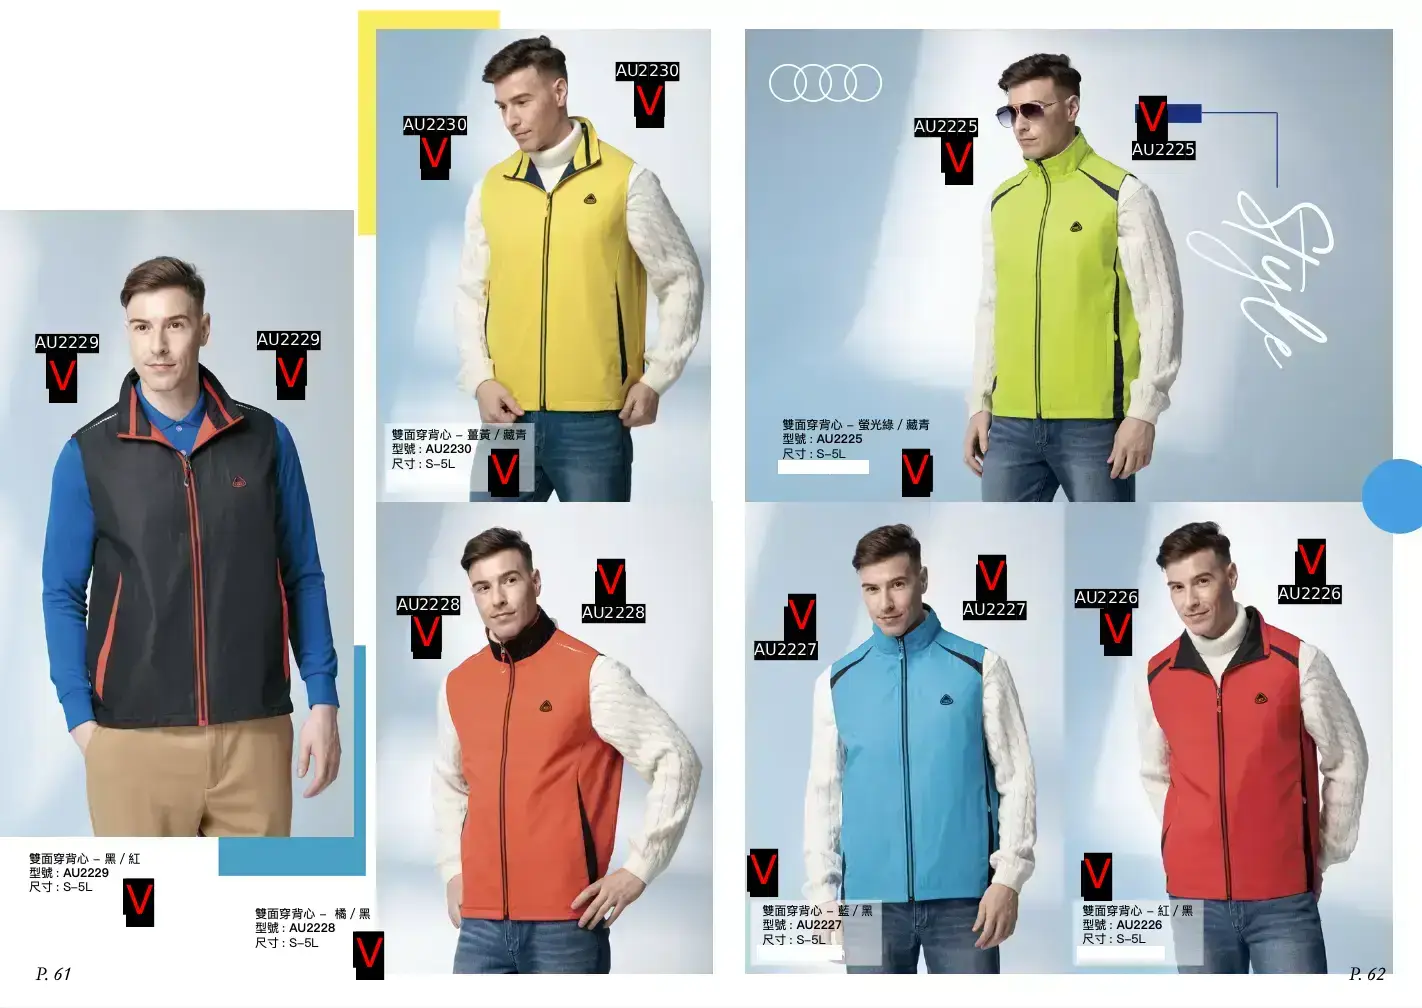 AU2230
V
AU2230
V
雙面穿背心 – 薑黃 / 藏青
型號 : AU2230
尺寸 : S–5L
V
AU2225
V
V
AU2225
Style
雙面穿背心 – 螢光綠 / 藏青
型號 : AU2225
尺寸 : S–5L
V
AU2229
V
AU2229
V
雙面穿背心 – 黑 / 紅
型號 : AU2229
尺寸 : S–5L
V
AU2228
V
V
AU2228
雙面穿背心 – 橘 / 黑
型號 : AU2228
尺寸 : S–5L
V
V
AU2227
V
AU2227
V
雙面穿背心 – 藍 / 黑
型號 : AU2227
尺寸 : S–5L
AU2226
V
V
AU2226
V
雙面穿背心 – 紅 / 黑
型號 : AU2226
尺寸 : S–5L
P. 61
P. 62